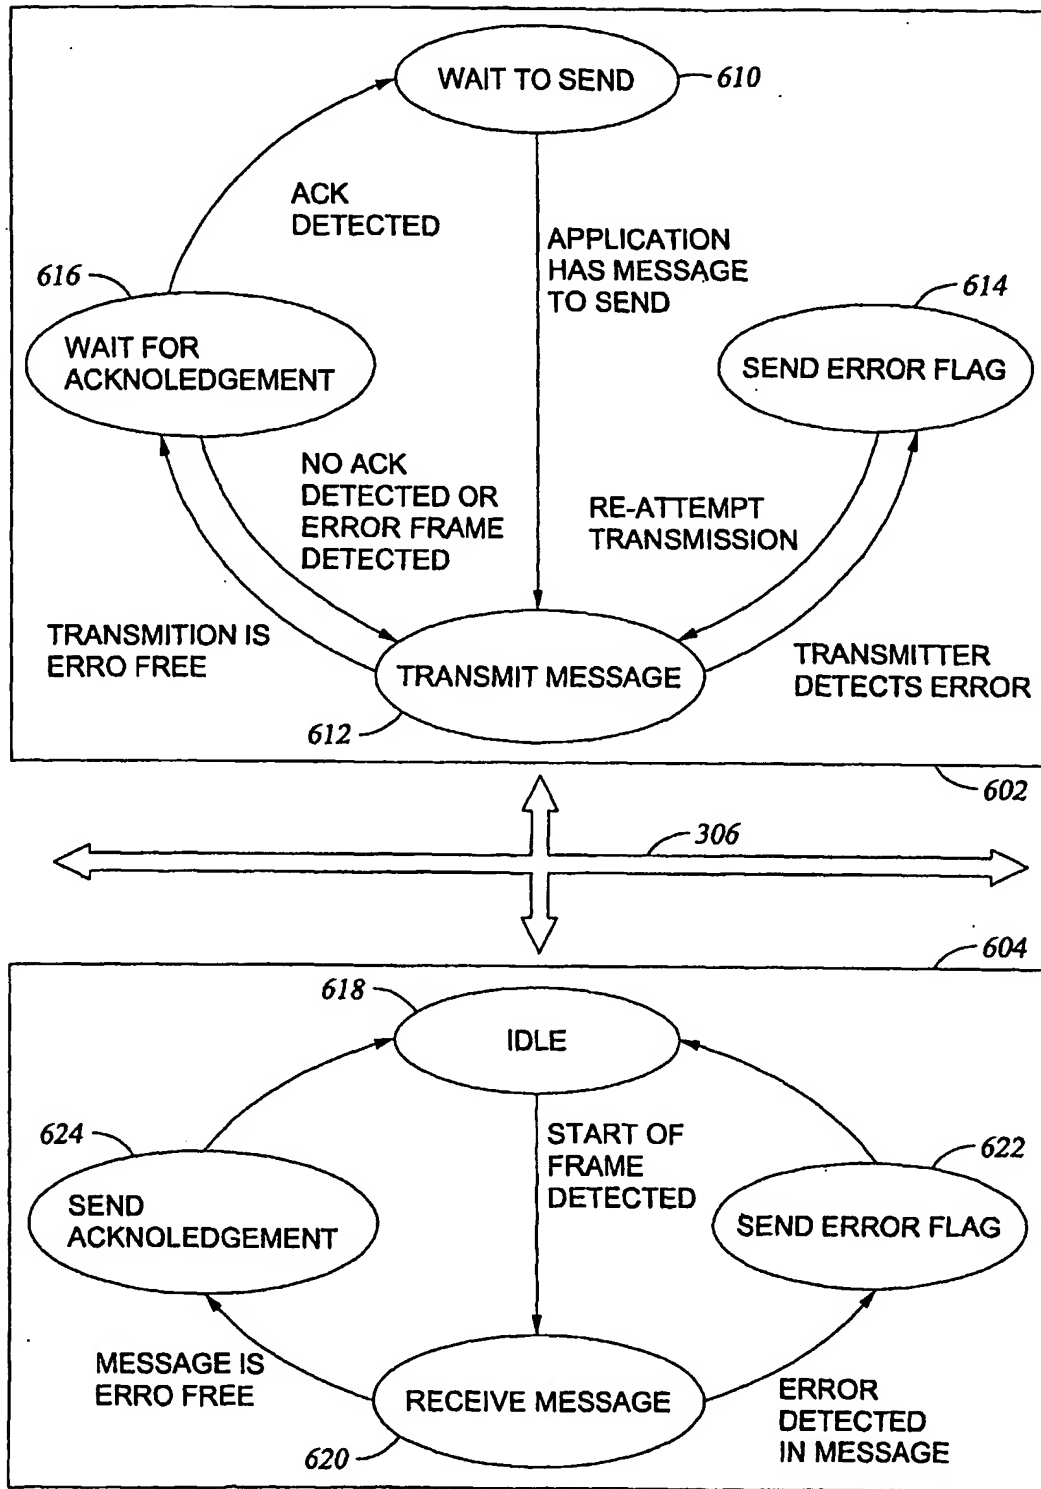 WAIT TO SEND
610
ACK
DETECTED
APPLICATION
HAS MESSAGE
TO SEND
616
614
WAIT FOR
ACKNOLEDGEMENT
SEND ERROR FLAG
NO ACK
DETECTED OR
ERROR FRAME
DETECTED
RE-ATTEMPT
TRANSMISSION
TRANSMITION IS
ERRO FREE
TRANSMIT MESSAGE
TRANSMITTER
DETECTS ERROR
612
602
306
604
618
IDLE
624
START OF
FRAME
DETECTED
622
SEND
ACKNOLEDGEMENT
SEND ERROR FLAG
MESSAGE IS
ERRO FREE
RECEIVE MESSAGE
ERROR
DETECTED
IN MESSAGE
620